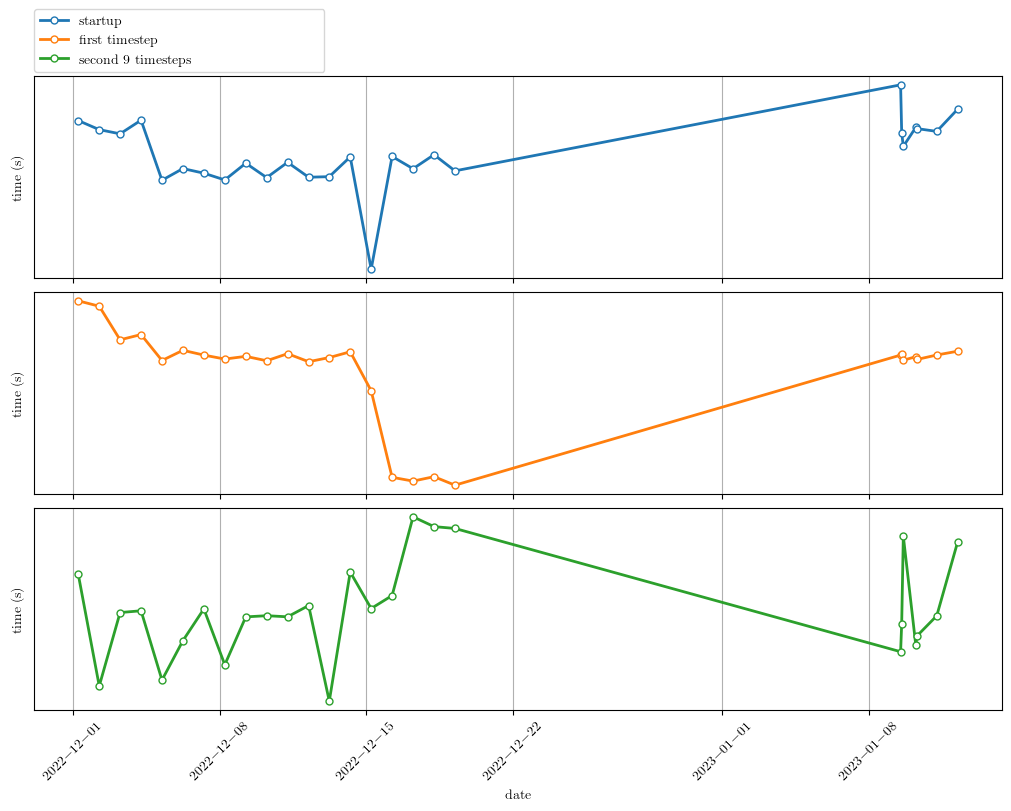 startup
first timestep
second 9 timesteps
time (s)
time (s)
time (s)
2022−12−01
2022−12−08
2022−12−15
2022−12−22
2023−01−01
2023−01−08
date